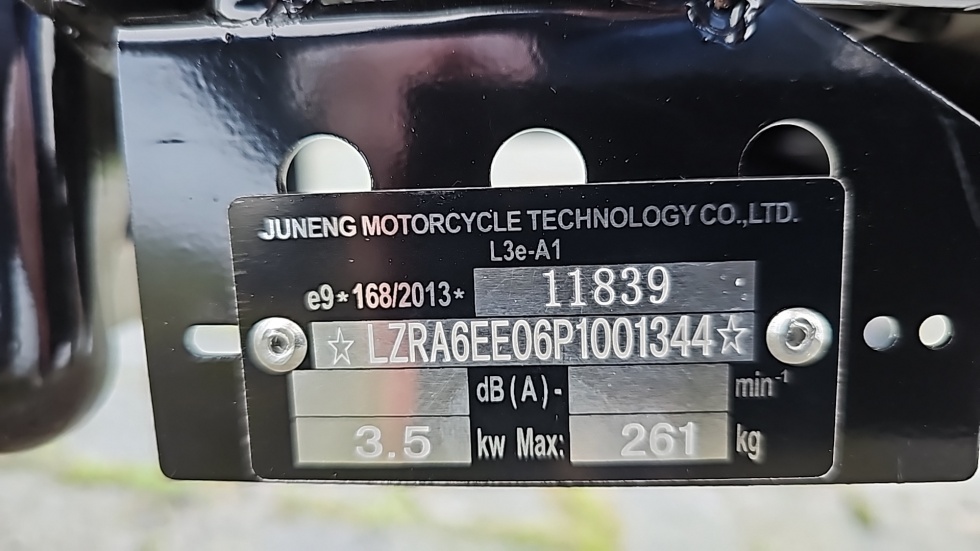 JUNENG MOTORCYCLE TECHNOLOGY CO.,LTD.
L3e-A1
e9*168/2013* 11839
☆ LZRA6EE06P1001344☆
dB(A)- min⁻¹
3.5 kw Max: 261 kg